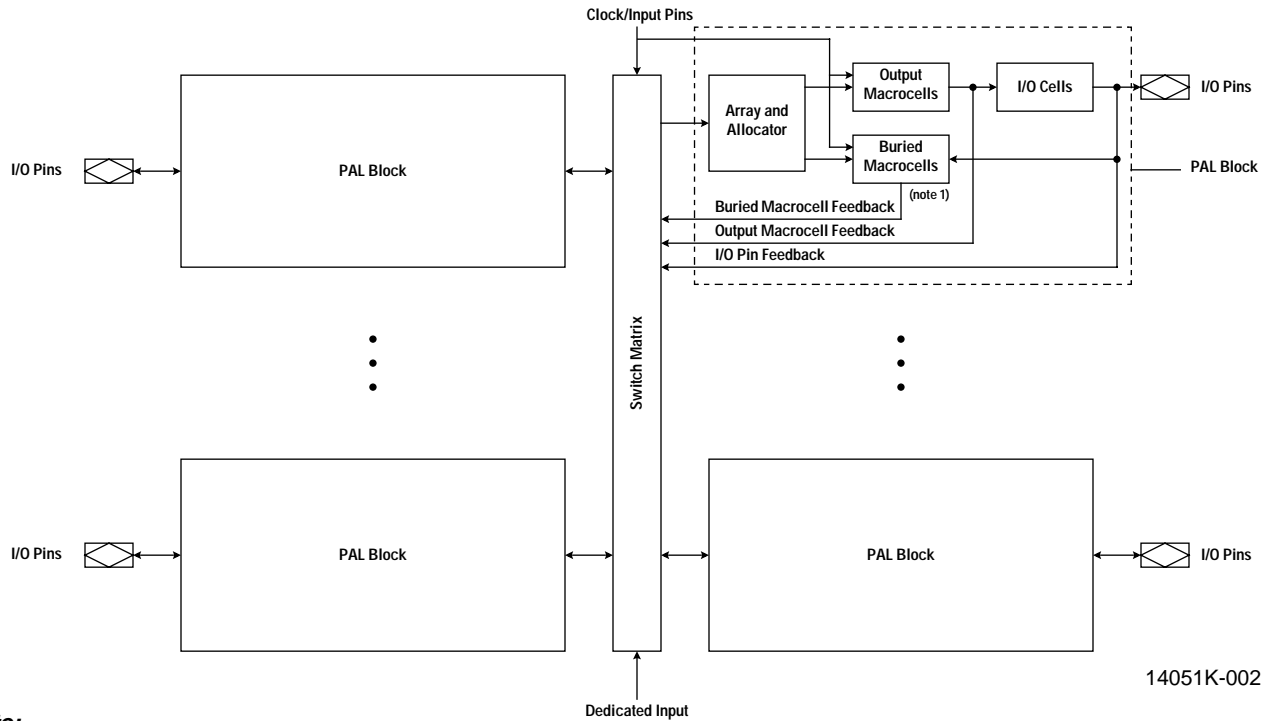 Clock/Input Pins
Output
Macrocells
I/O Cells
I/O Pins
Array and
Allocator
I/O Pins
PAL Block
Buried
Macrocells
PAL Block
(note 1)
Buried Macrocell Feedback
Output Macrocell Feedback
I/O Pin Feedback
Switch Matrix
I/O Pins
PAL Block
PAL Block
I/O Pins
14051K-002
Dedicated Input